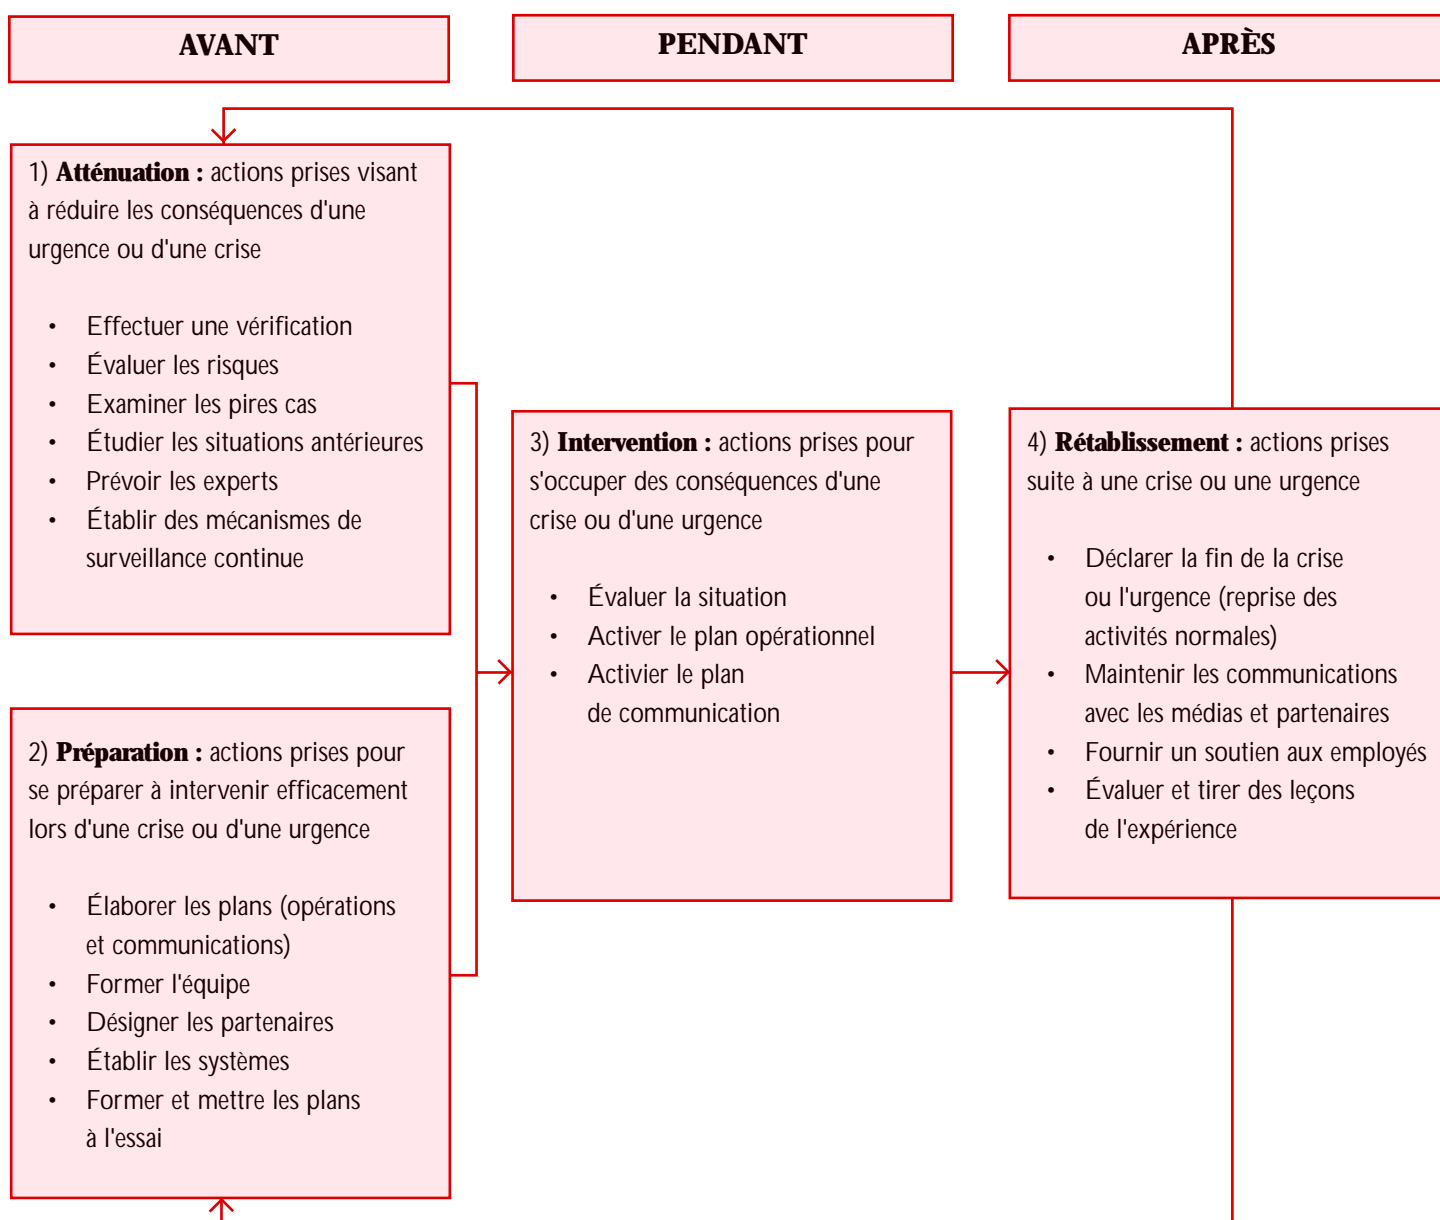 AVANT
PENDANT
APRÈS
1) Atténuation : actions prises visant
à réduire les conséquences d'une
urgence ou d'une crise
• Effectuer une vérification
• Évaluer les risques
• Examiner les pires cas
• Étudier les situations antérieures
• Prévoir les experts
• Établir des mécanismes de
surveillance continue
2) Préparation : actions prises pour
se préparer à intervenir efficacement
lors d'une crise ou d'une urgence
• Élaborer les plans (opérations
et communications)
• Former l'équipe
• Désigner les partenaires
• Établir les systèmes
• Former et mettre les plans
à l'essai
3) Intervention : actions prises pour
s'occuper des conséquences d'une
crise ou d'une urgence
• Évaluer la situation
• Activer le plan opérationnel
• Activier le plan
de communication
4) Rétablissement : actions prises
suite à une crise ou une urgence
• Déclarer la fin de la crise
ou l'urgence (reprise des
activités normales)
• Maintenir les communications
avec les médias et partenaires
• Fournir un soutien aux employés
• Évaluer et tirer des leçons
de l'expérience